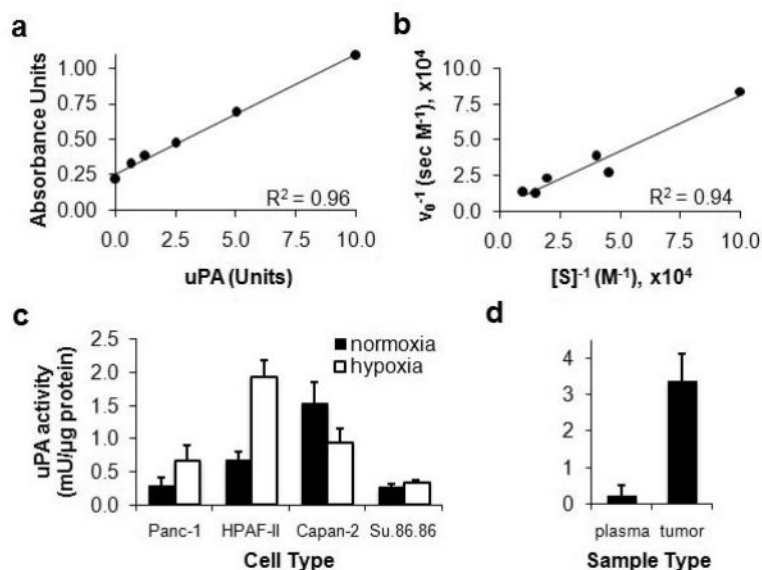 a
Absorbance Units
1.00
0.75
0.50
0.25
0.00
R² = 0.96
0.0 2.5 5.0 7.5 10.0
uPA (Units)
b
v₀⁻¹ (sec M⁻¹), x10⁴
10.0
7.5
5.0
2.5
0.0
R² = 0.94
0.0 2.5 5.0 7.5 10.0
[S]⁻¹ (M⁻¹), x10⁴
c
uPA activity
(mU/µg protein)
2.5
2.0
1.5
1.0
0.5
0.0
normoxia
hypoxia
Panc-1 HPAF-II Capan-2 Su.86.86
Cell Type
d
4
3
2
1
0
plasma tumor
Sample Type